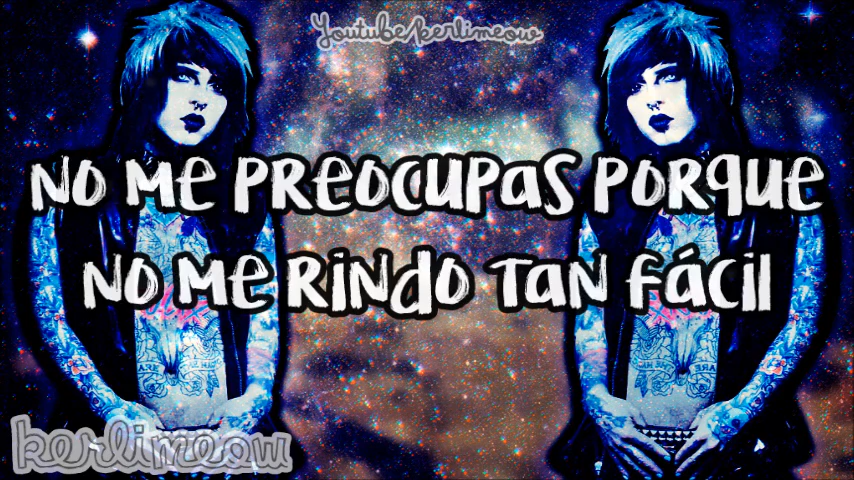 Youtube/kerlimeow
NO ME PREOCUPAS PORQUE
NO ME RINDO TAN FÁCIL
kerlimeow